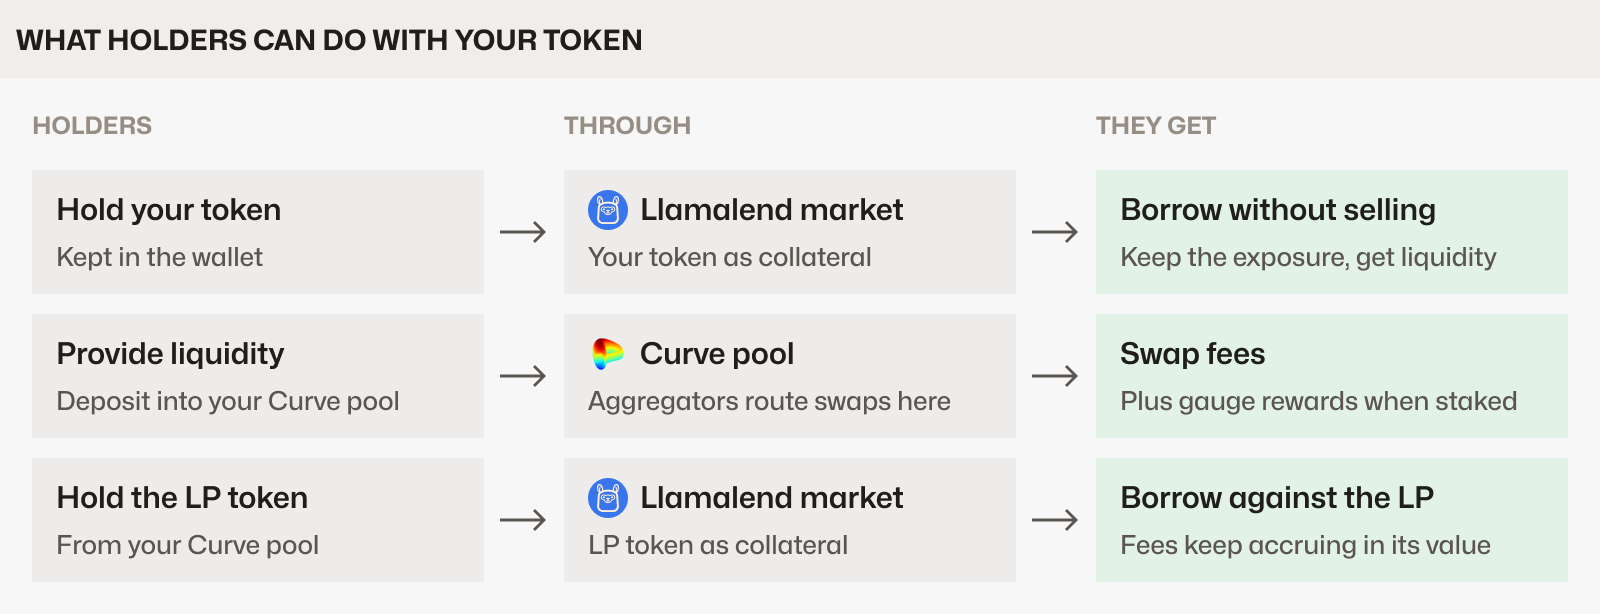 WHAT HOLDERS CAN DO WITH YOUR TOKEN
HOLDERS
THROUGH
THEY GET
Hold your token
Kept in the wallet
Llamalend market
Your token as collateral
Borrow without selling
Keep the exposure, get liquidity
Provide liquidity
Deposit into your Curve pool
Curve pool
Aggregators route swaps here
Swap fees
Plus gauge rewards when staked
Hold the LP token
From your Curve pool
Llamalend market
LP token as collateral
Borrow against the LP
Fees keep accruing in its value